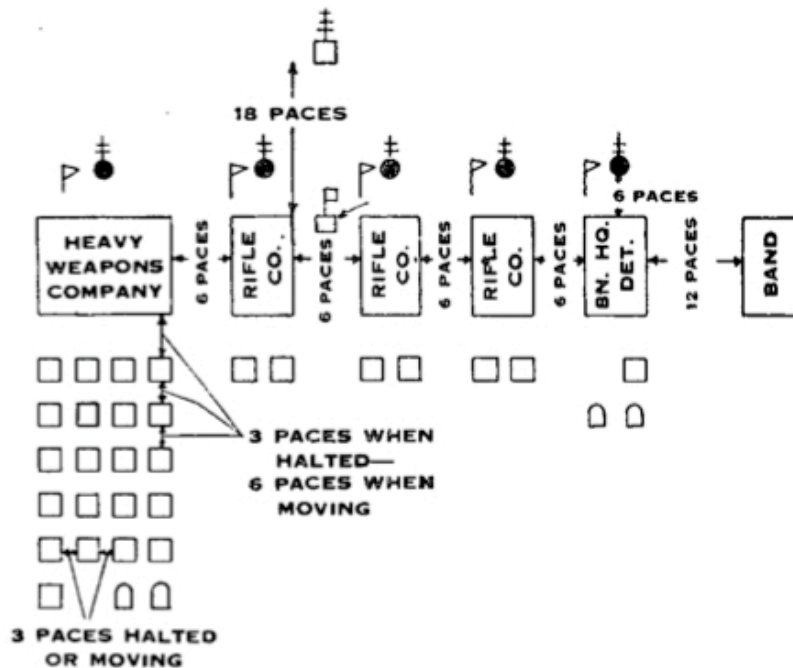 18 PACES
6 PACES
HEAVY
WEAPONS
COMPANY
6 PACES
RIFLE
CO.
6 PACES
RIFLE
CO.
6 PACES
RIFLE
CO.
6 PACES
BN. HQ.
DET.
12 PACES
BAND
3 PACES WHEN
HALTED—
6 PACES WHEN
MOVING
3 PACES HALTED
OR MOVING